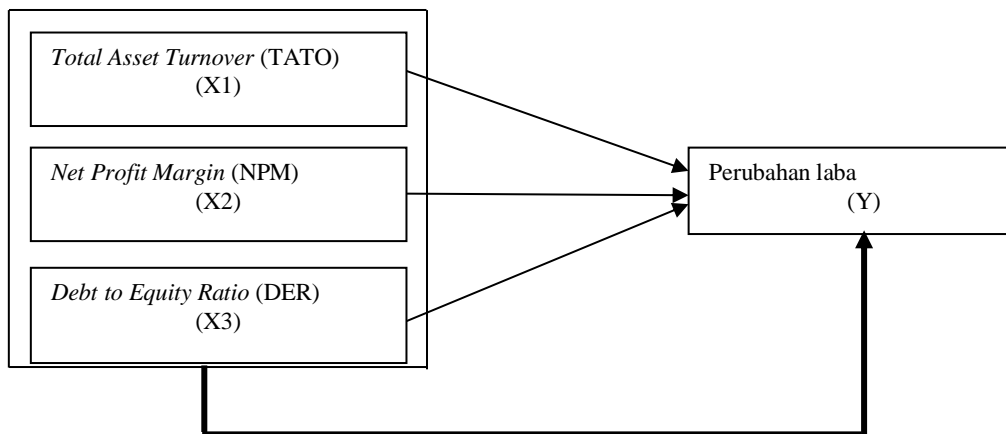 Total Asset Turnover (TATO)
(X1)
Net Profit Margin (NPM)
(X2)
Debt to Equity Ratio (DER)
(X3)
Perubahan laba
(Y)